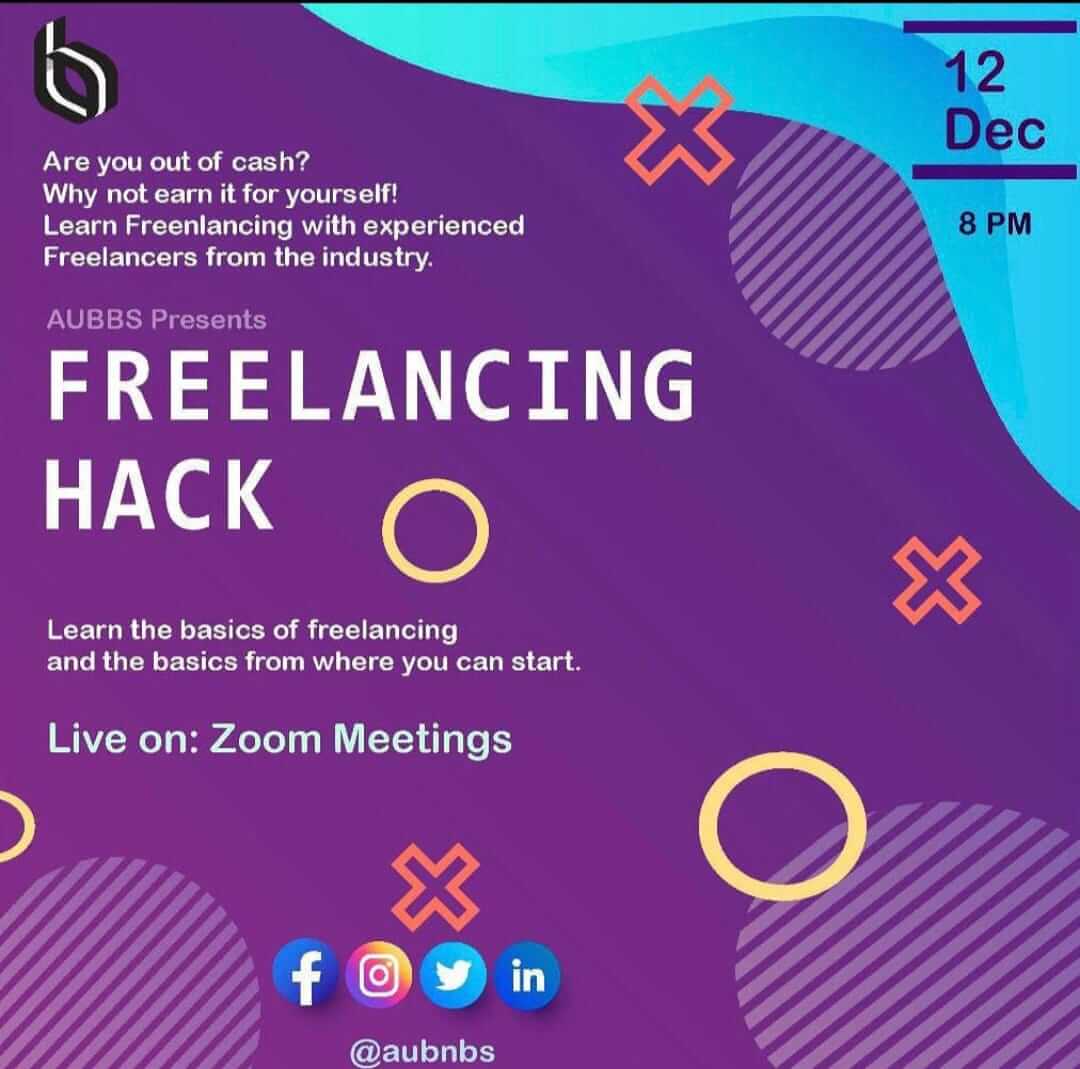 12
Dec
8 PM
Are you out of cash?
Why not earn it for yourself!
Learn Freenlancing with experienced
Freelancers from the industry.
AUBBS Presents
FREELANCING
HACK
Learn the basics of freelancing
and the basics from where you can start.
Live on: Zoom Meetings
@aubnbs